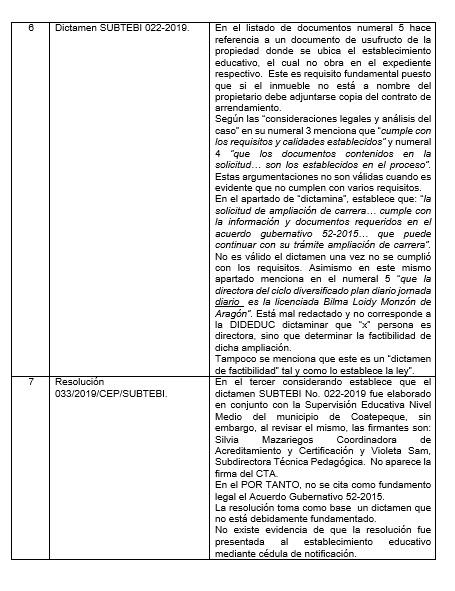 6 Dictamen SUBTEBI 022-2019. En el listado de documentos numeral 5 hace
referencia a un documento de usufructo de la
propiedad donde se ubica el establecimiento
educativo, el cual no obra en el expediente
respectivo. Este es requisito fundamental puesto
que si el inmueble no está a nombre del
propietario debe adjuntarse copia del contrato de
arrendamiento.
Según las “consideraciones legales y análisis del
caso” en su numeral 3 menciona que “cumple con
los requisitos y calidades establecidos” y numeral
4 “que los documentos contenidos en la
solicitud… son los establecidos en el proceso”.
Estas argumentaciones no son válidas cuando es
evidente que no cumplen con varios requisitos.
En el apartado de “dictamina”, establece que: “la
solicitud de ampliación de carrera… cumple con
la información y documentos requeridos en el
acuerdo gubernativo 52-2015… que puede
continuar con su trámite ampliación de carrera”.
No es válido el dictamen una vez no se cumplió
con los requisitos. Asimismo en este mismo
apartado menciona en el numeral 5 “que la
directora del ciclo diversificado plan diario jornada
diario es la licenciada Bilma Loidy Monzón de
Aragón”. Está mal redactado y no corresponde a
la DIDEDUC dictaminar que “x” persona es
directora, sino que determinar la factibilidad de
dicha ampliación.
Tampoco se menciona que este es un “dictamen
de factibilidad” tal y como lo establece la ley”.
7 Resolución En el tercer considerando establece que el
033/2019/CEP/SUBTEBI. dictamen SUBTEBI No. 022-2019 fue elaborado
en conjunto con la Supervisión Educativa Nivel
Medio del municipio de Coatepeque, sin
embargo, al revisar el mismo, las firmantes son:
Silvia Mazariegos Coordinadora de
Acreditamiento y Certificación y Violeta Sam,
Subdirectora Técnica Pedagógica. No aparece la
firma del CTA.
En el POR TANTO, no se cita como fundamento
legal el Acuerdo Gubernativo 52-2015.
La resolución toma como base un dictamen que
no está debidamente fundamentado.
No existe evidencia de que la resolución fue
presentada al establecimiento educativo
mediante cédula de notificación.